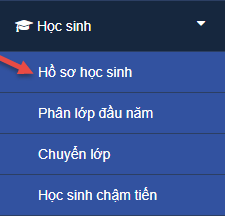 Học sinh
Hồ sơ học sinh
Phân lớp đầu năm
Chuyển lớp
Học sinh chậm tiến